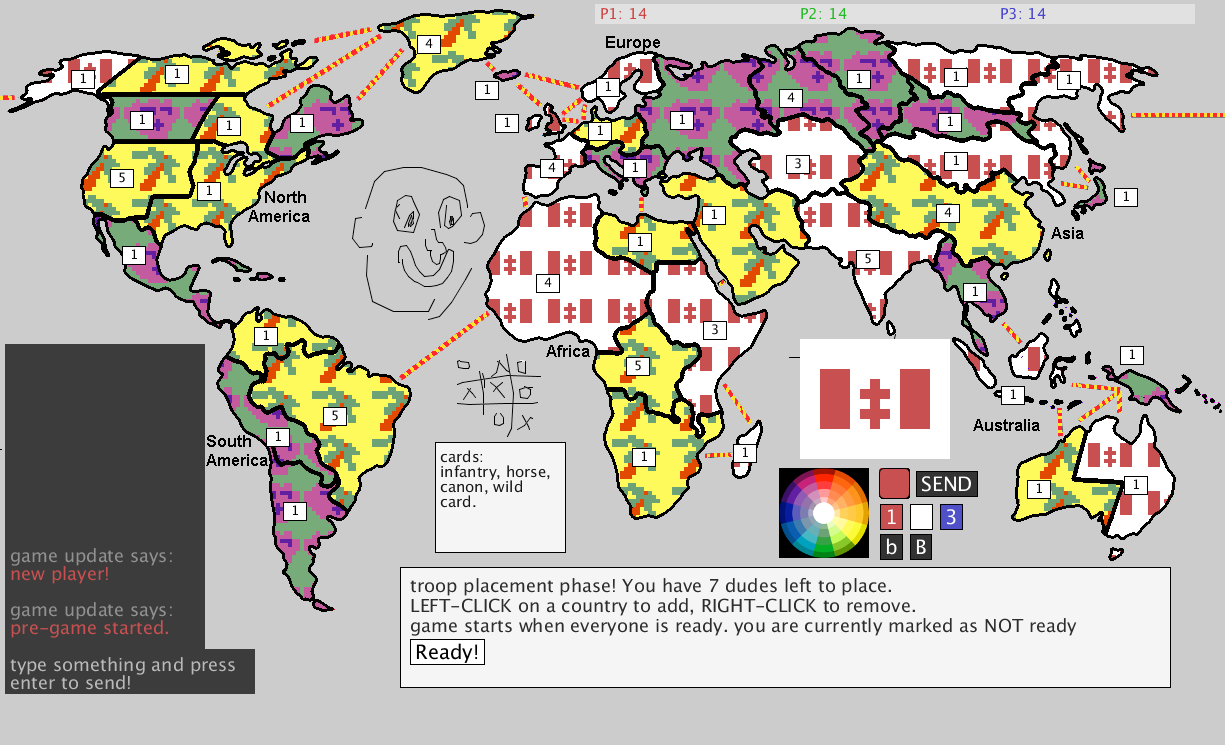 P1: 14
P2: 14
P3: 14
Europe
4
1
1
1
1
1
1
1
4
1
1
1
1
1
1
1
1
5
1
4
1
3
1
1
North
America
1
4
Asia
1
1
1
5
4
1
3
1
Africa
5
1
5
1
1
Australia
South
America
1
1
1
1
1
1
cards:
infantry, horse,
canon, wild
card.
SEND
1
3
b
B
game update says:
new player!
game update says:
pre-game started.
type something and press
enter to send!
troop placement phase! You have 7 dudes left to place.
LEFT-CLICK on a country to add, RIGHT-CLICK to remove.
game starts when everyone is ready. you are currently marked as NOT ready
Ready!